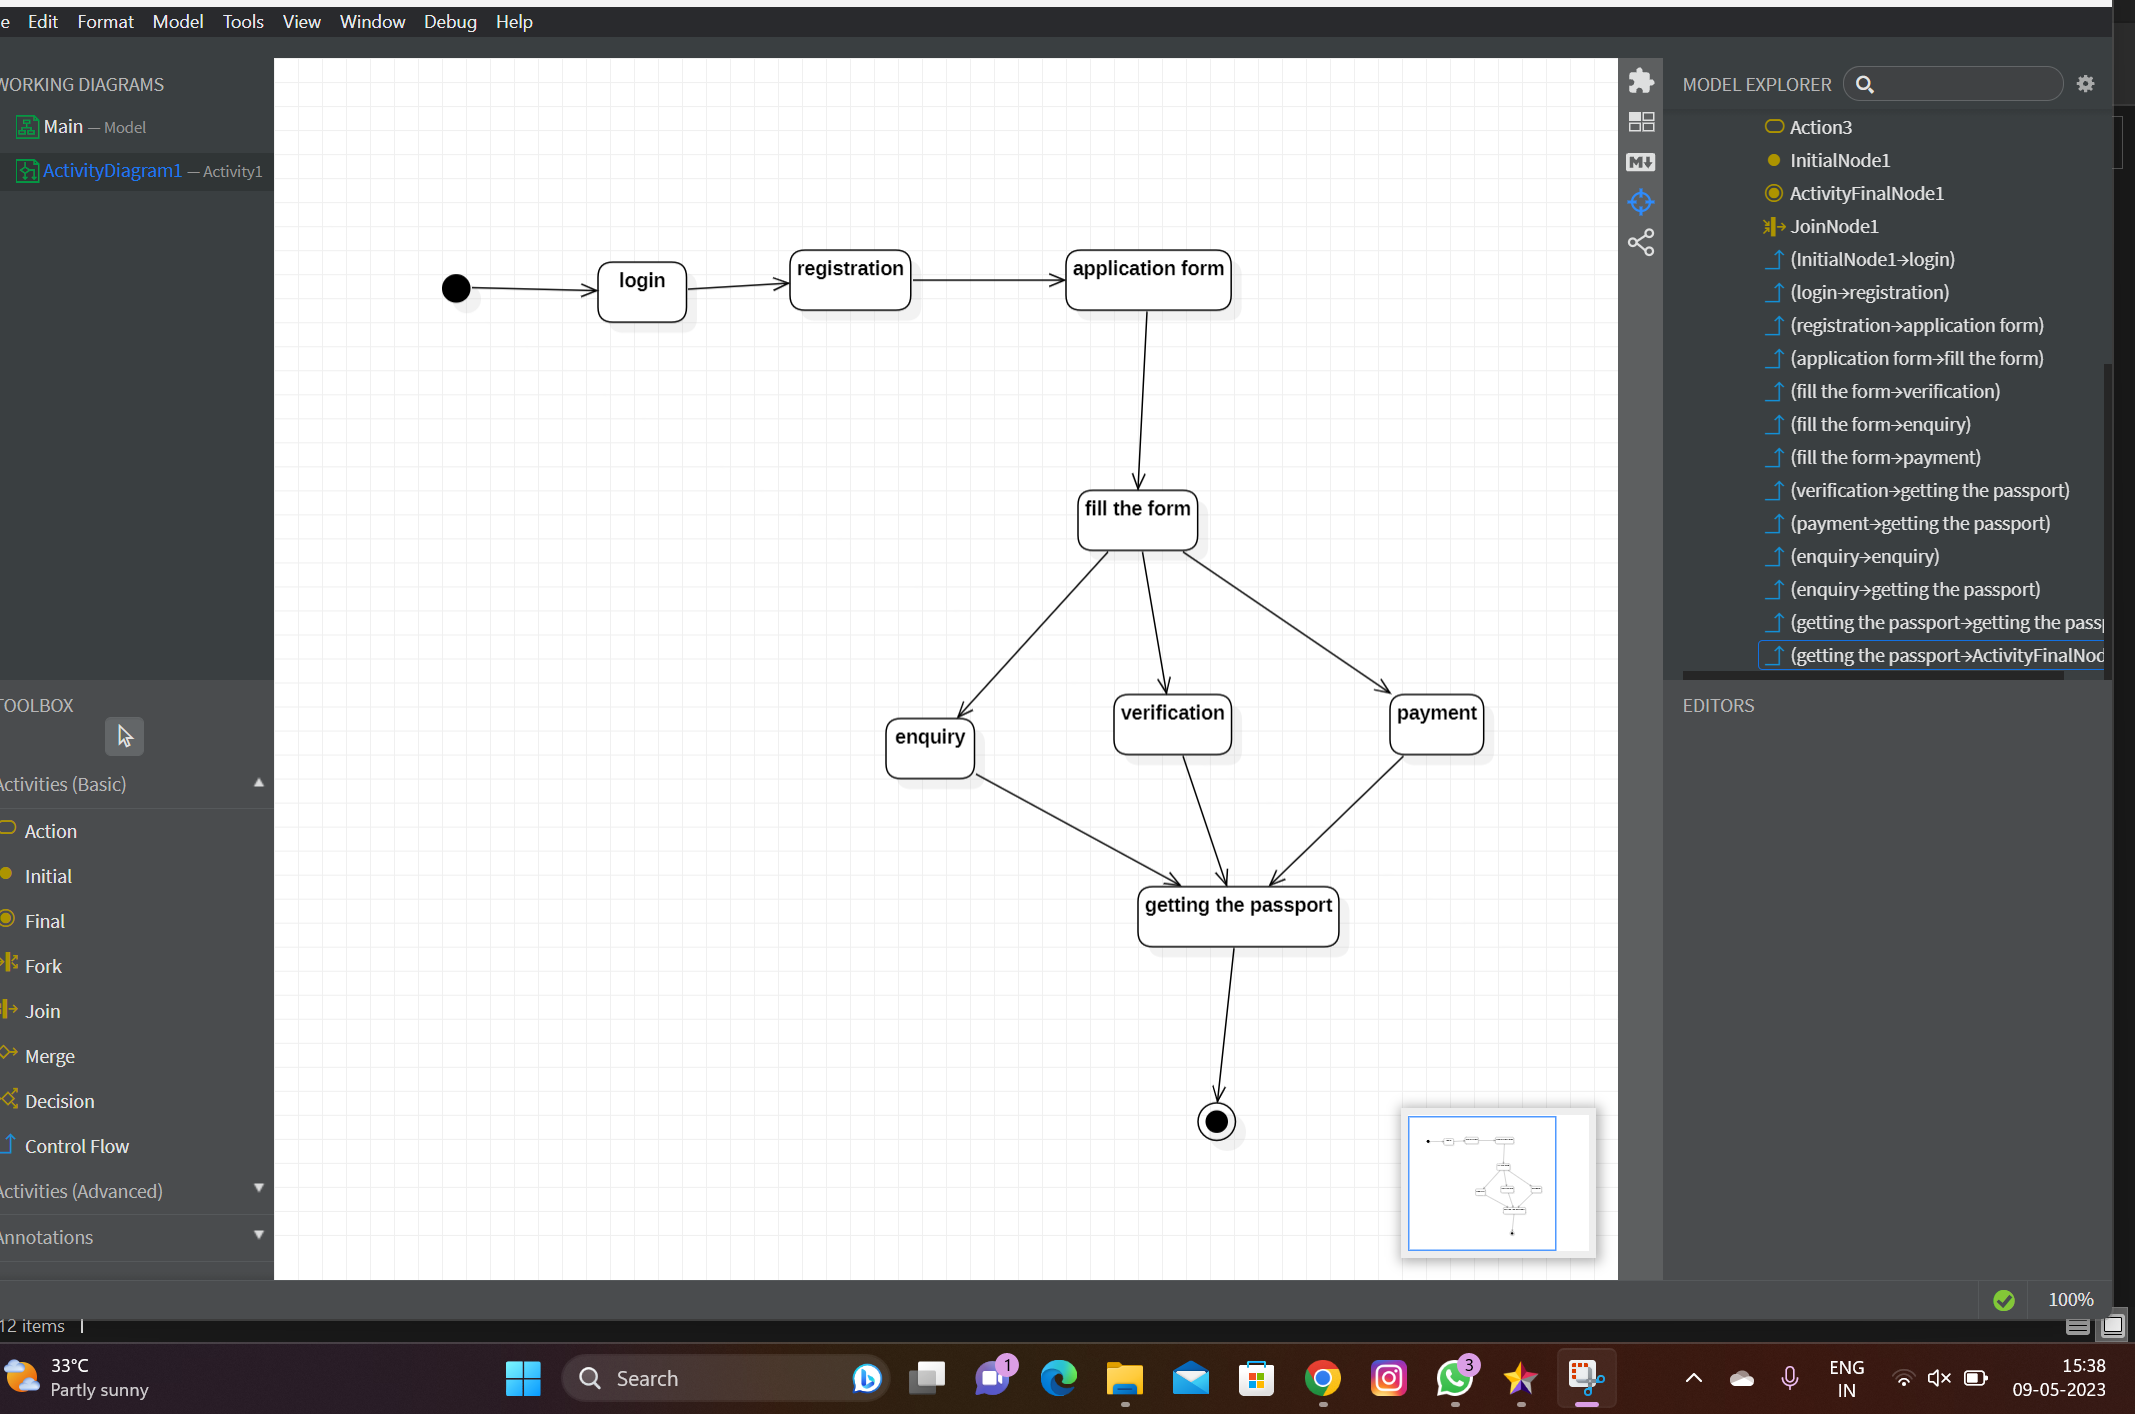 e Edit Format Model Tools View Window Debug Help
WORKING DIAGRAMS
Main — Model
ActivityDiagram1 — Activity1
TOOLBOX
Activities (Basic)
Action
Initial
Final
Fork
Join
Merge
Decision
Control Flow
Activities (Advanced)
Annotations
login
registration
application form
fill the form
enquiry
verification
payment
getting the passport
M
MODEL EXPLORER
Action3
InitialNode1
ActivityFinalNode1
JoinNode1
(InitialNode1→login)
(login→registration)
(registration→application form)
(application form→fill the form)
(fill the form→verification)
(fill the form→enquiry)
(fill the form→payment)
(verification→getting the passport)
(payment→getting the passport)
(enquiry→enquiry)
(enquiry→getting the passport)
(getting the passport→getting the passp
(getting the passport→ActivityFinalNod
EDITORS
100%
12 items
33°C
Partly sunny
Search
1
3
ENG
IN
15:38
09-05-2023